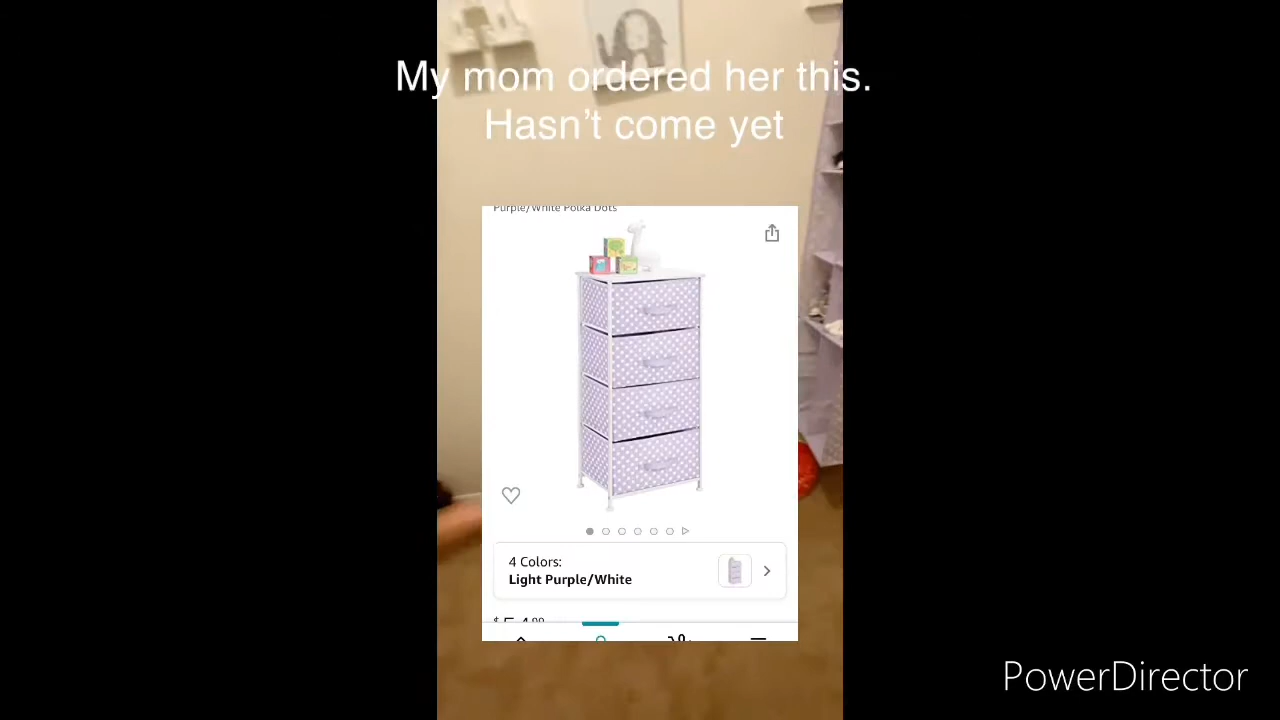 My mom ordered her this.
Hasn't come yet
Purple/White Polka Dots
4 Colors:
Light Purple/White
PowerDirector